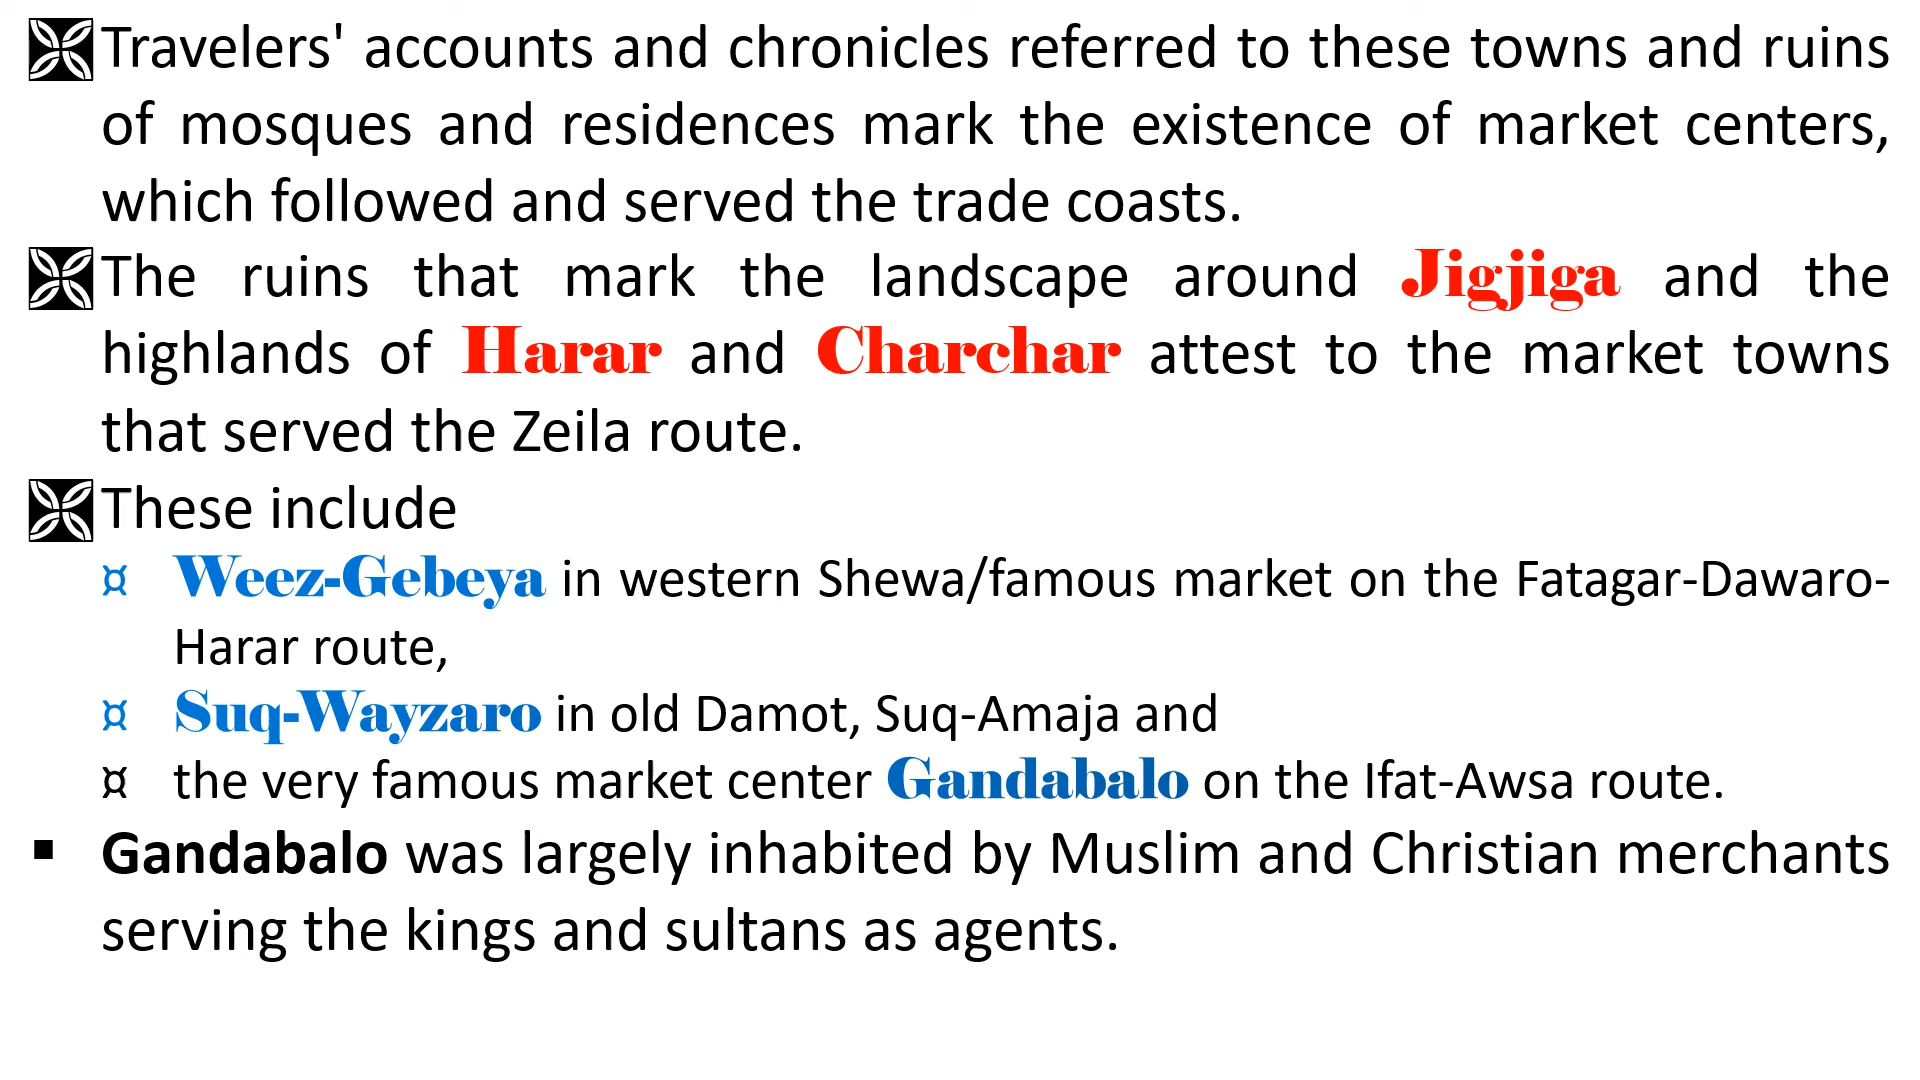 Travelers' accounts and chronicles referred to these towns and ruins
of mosques and residences mark the existence of market centers,
which followed and served the trade coasts.
The ruins that mark the landscape around Jigjiga and the
highlands of Harar and Charchar attest to the market towns
that served the Zeila route.
These include
¤ Weez-Gebeya in western Shewa/famous market on the Fatagar-Dawaro-
Harar route,
¤ Suq-Wayzaro in old Damot, Suq-Amaja and
¤ the very famous market center Gandabalo on the Ifat-Awsa route.
▪ Gandabalo was largely inhabited by Muslim and Christian merchants
serving the kings and sultans as agents.